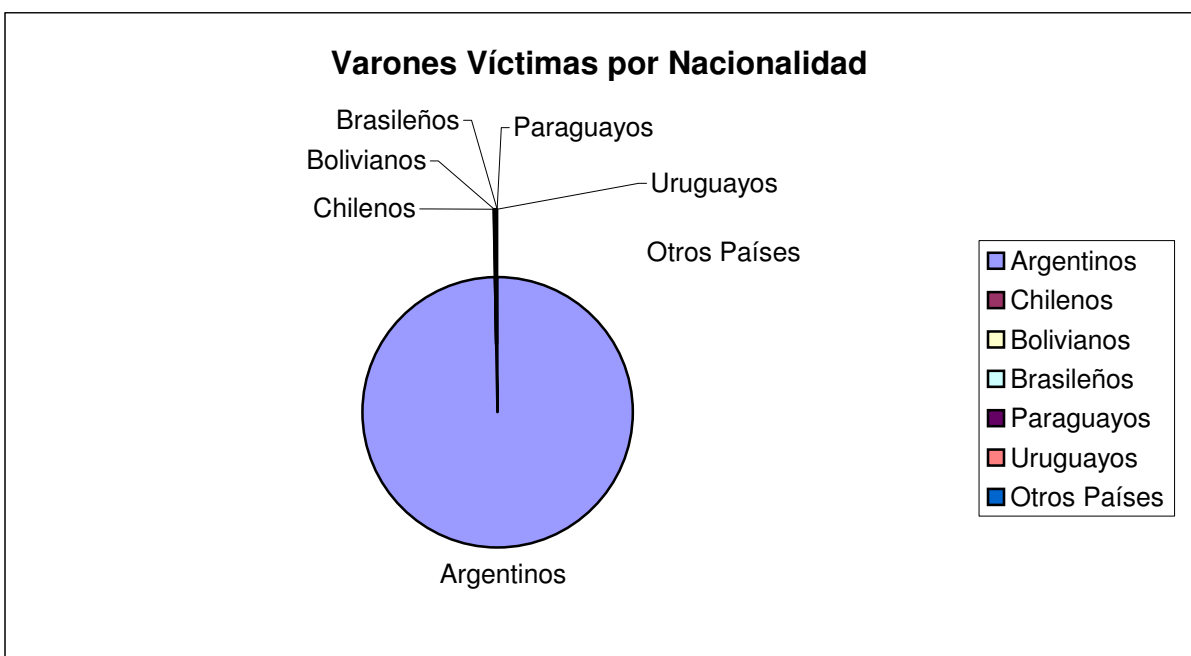 Varones Víctimas por Nacionalidad
Brasileños
Paraguayos
Bolivianos
Uruguayos
Chilenos
Otros Países
Argentinos
Argentinos
Chilenos
Bolivianos
Brasileños
Paraguayos
Uruguayos
Otros Países